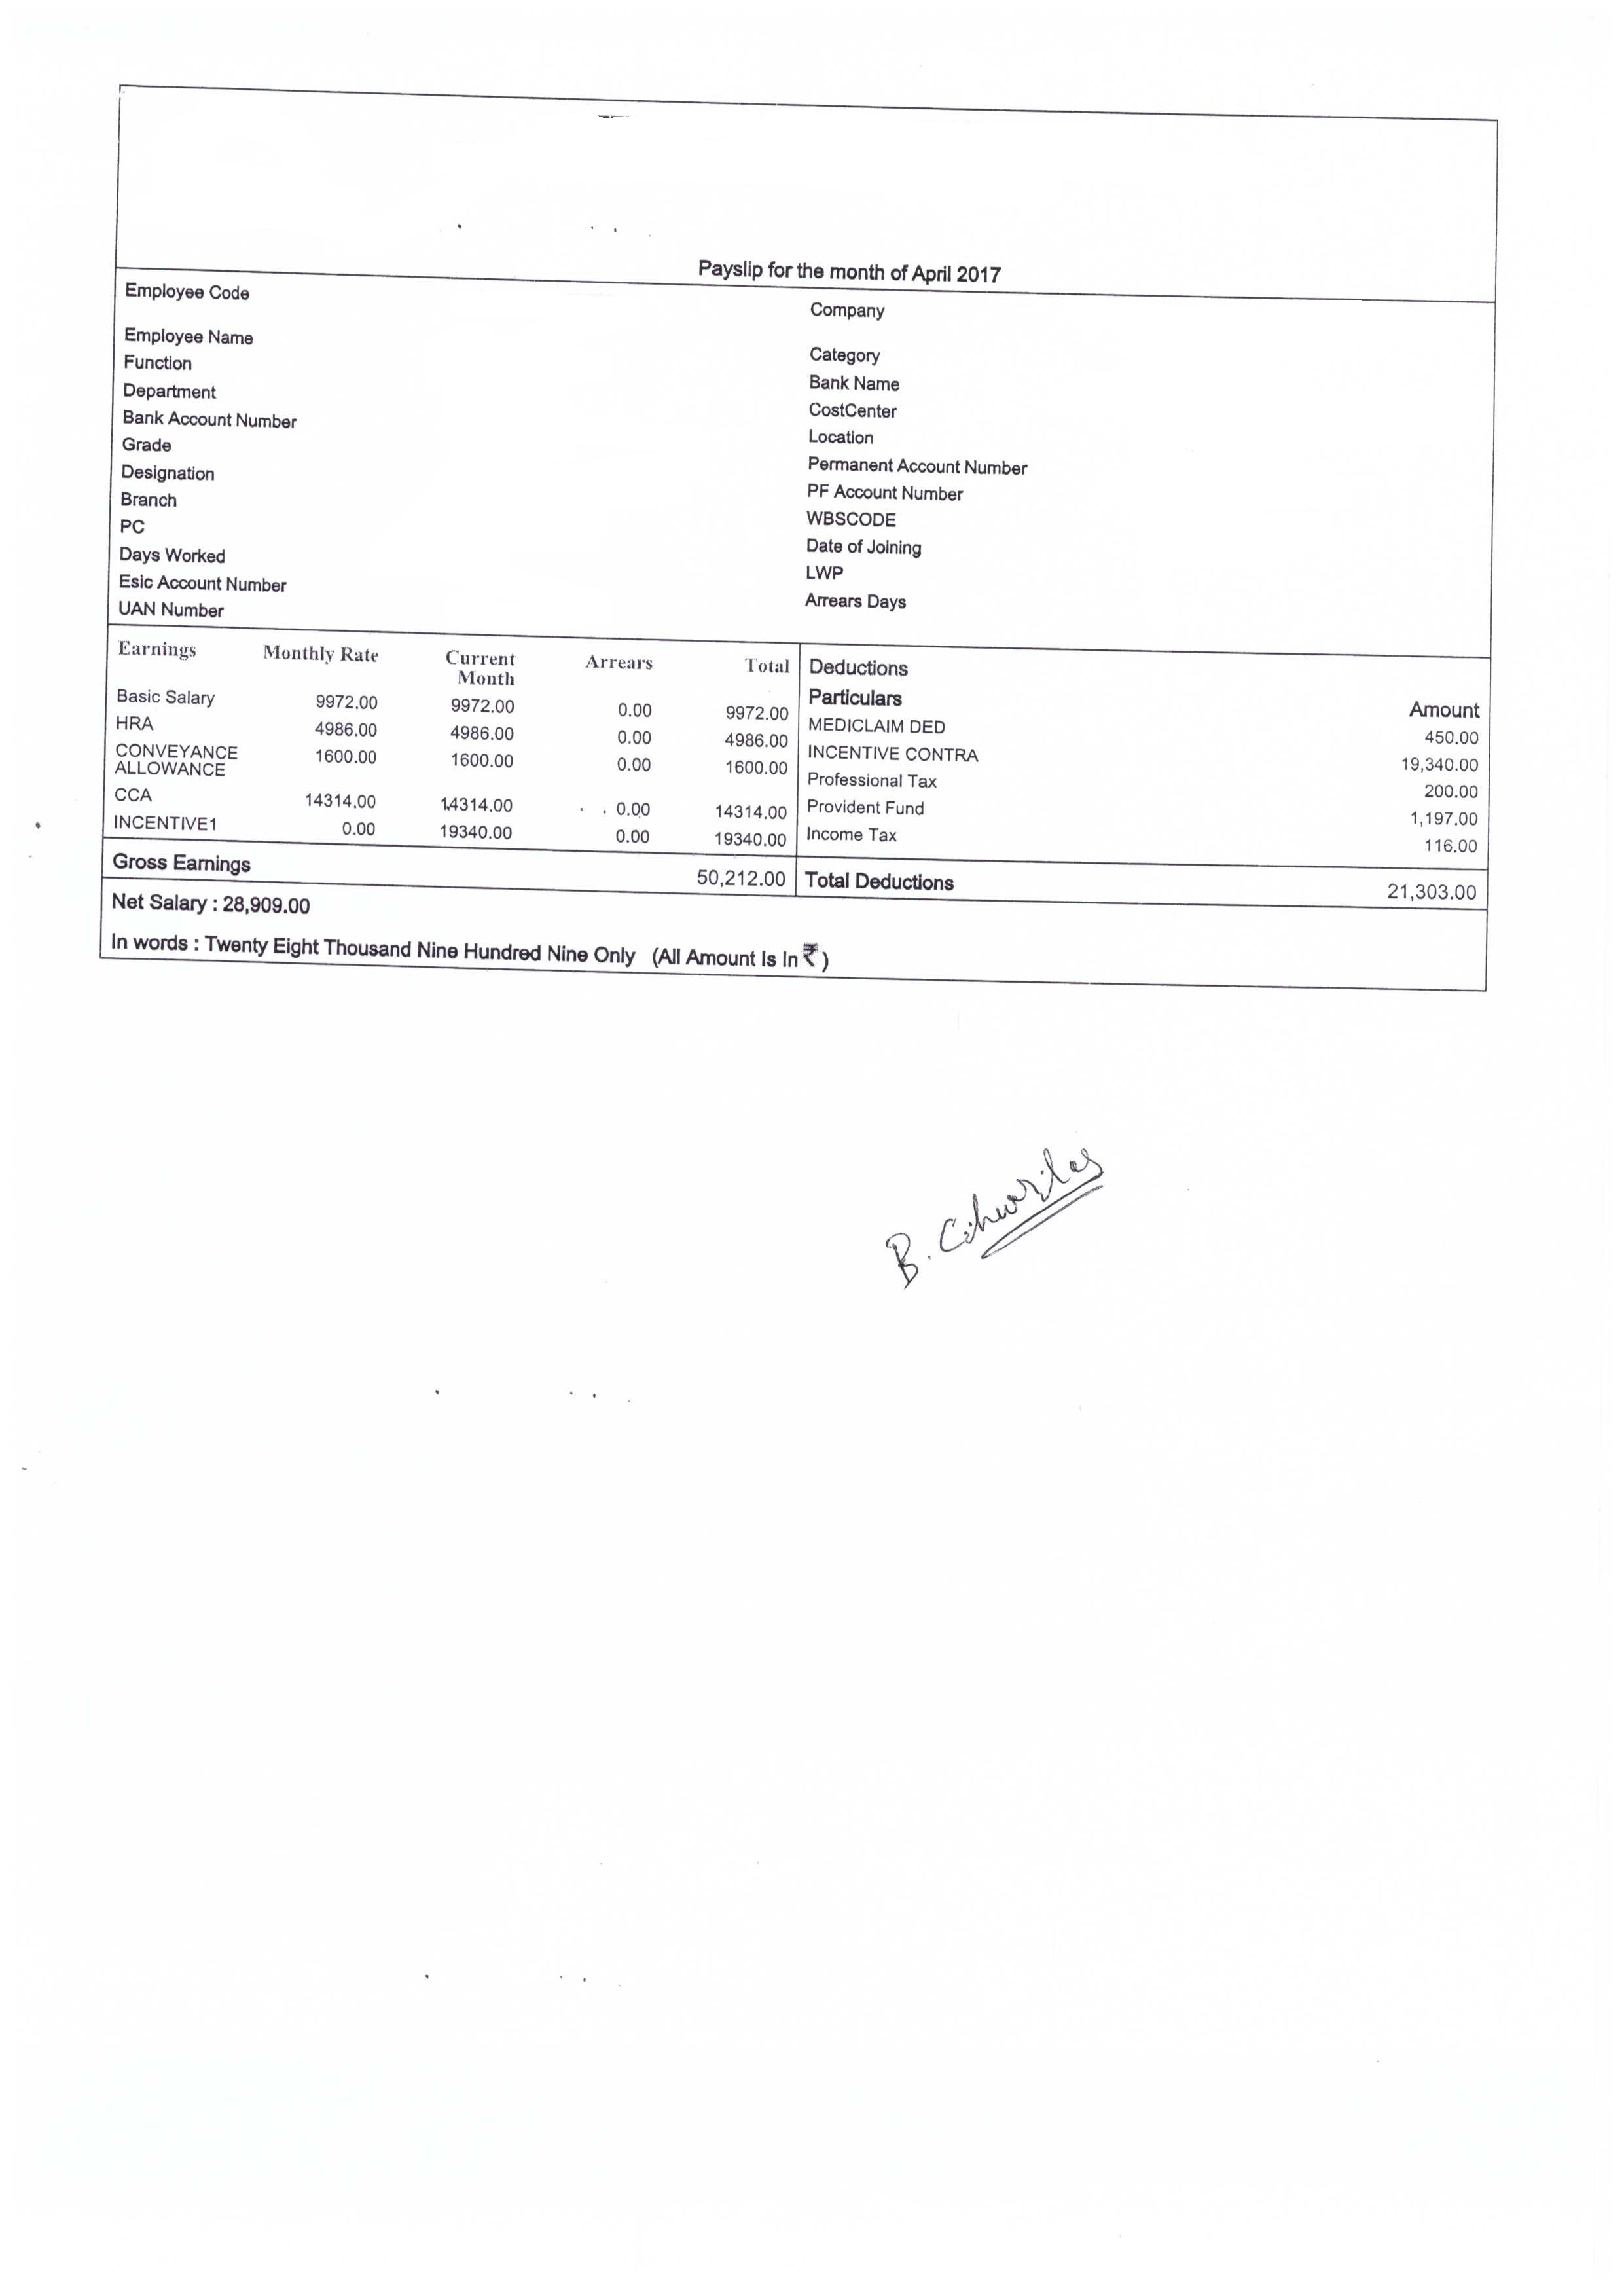 Payslip for the month of April 2017
Employee Code
Company
Employee Name
Category
Function
Bank Name
Department
CostCenter
Bank Account Number
Location
Grade
Permanent Account Number
Designation
PF Account Number
Branch
WBSCODE
PC
Date of Joining
Days Worked
LWP
Esic Account Number
Arrears Days
UAN Number
Earnings Monthly Rate Current Month Arrears Total
Basic Salary 9972.00 9972.00 0.00 9972.00
HRA 4986.00 4986.00 0.00 4986.00
CONVEYANCE ALLOWANCE 1600.00 1600.00 0.00 1600.00
CCA 14314.00 14314.00 0.00 14314.00
INCENTIVE1 0.00 19340.00 0.00 19340.00
Gross Earnings 50,212.00
Deductions
Particulars Amount
MEDICLAIM DED 450.00
INCENTIVE CONTRA 19,340.00
Professional Tax 200.00
Provident Fund 1,197.00
Income Tax 116.00
Total Deductions 21,303.00
Net Salary : 28,909.00
In words : Twenty Eight Thousand Nine Hundred Nine Only (All Amount Is In ₹ )
B.